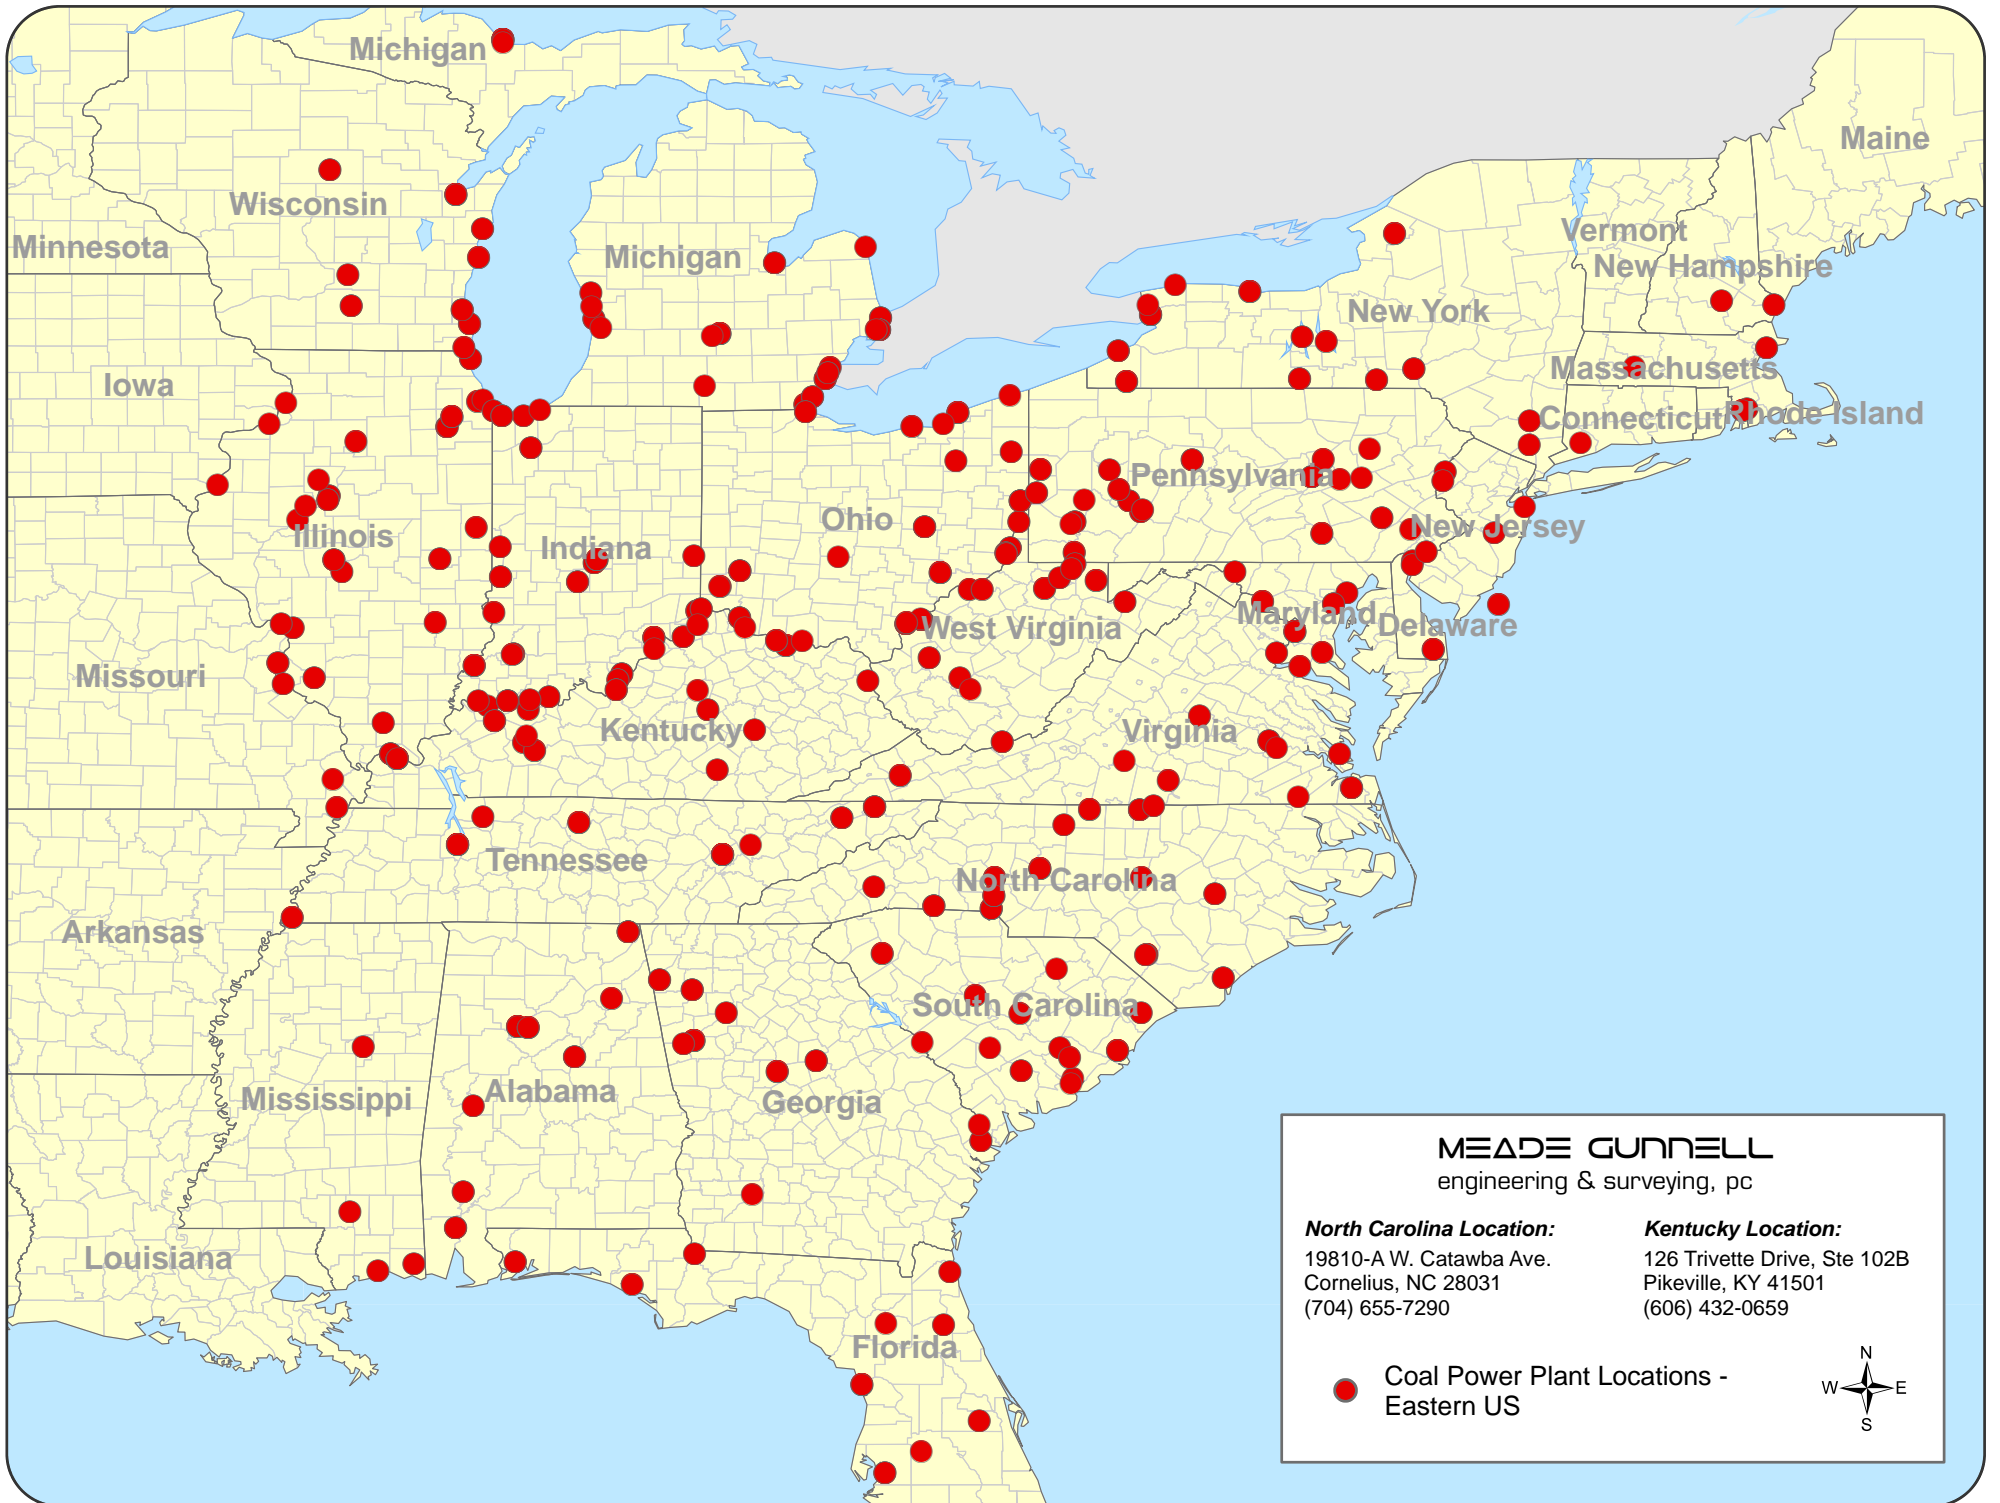 Michigan
Maine
Wisconsin
Minnesota
Michigan
Vermont
New Hampshire
New York
Iowa
Massachusetts
Connecticut
Rhode Island
Pennsylvania
Illinois
Indiana
Ohio
New Jersey
Missouri
West Virginia
Maryland
Delaware
Kentucky
Virginia
Tennessee
North Carolina
Arkansas
South Carolina
Mississippi
Alabama
Georgia
Louisiana
Florida
MEADE GUNNELL
engineering & surveying, pc
North Carolina Location:
19810-A W. Catawba Ave.
Cornelius, NC 28031
(704) 655-7290
Kentucky Location:
126 Trivette Drive, Ste 102B
Pikeville, KY 41501
(606) 432-0659
Coal Power Plant Locations -
Eastern US
N
W E
S